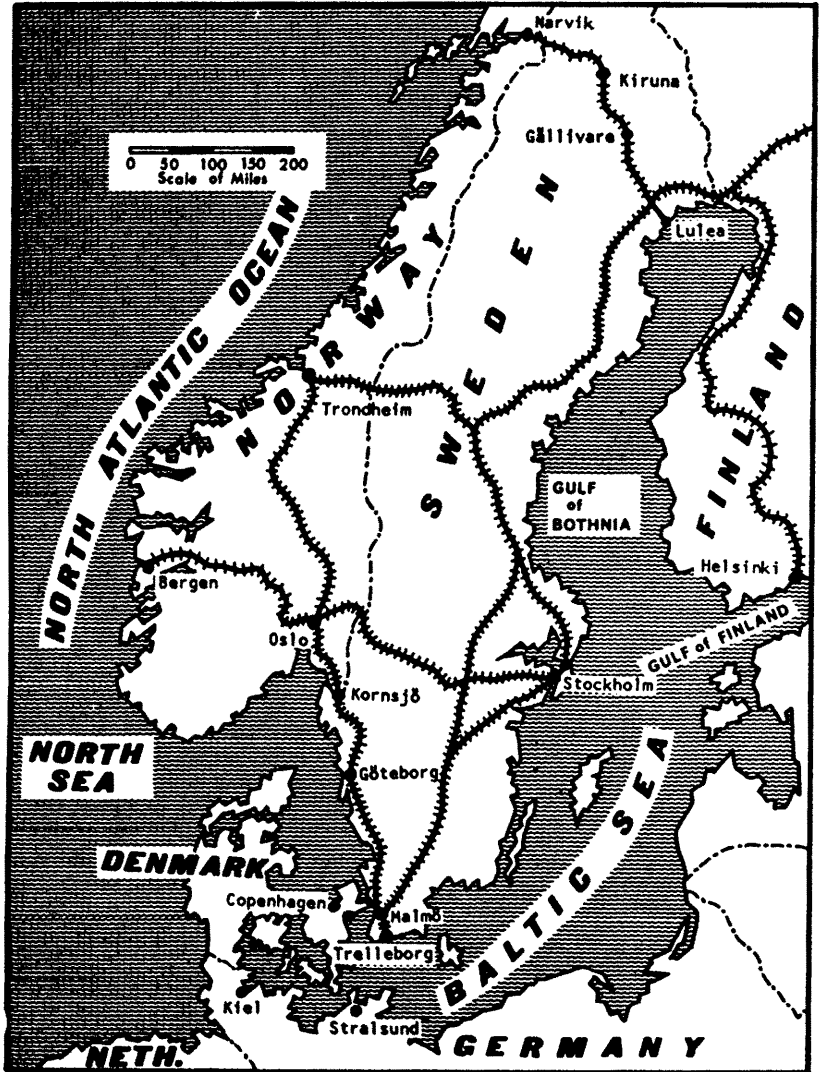 Narvik
Kiruna
Gällivare
0 50 100 150 200
Scale of Miles
Lulea
NORTH ATLANTIC OCEAN
NORWAY
SWEDEN
FINLAND
Trondheim
GULF
of
BOTHNIA
Helsinki
Bergen
GULF of FINLAND
Oslo
Stockholm
Kornsjö
NORTH
SEA
Göteborg
BALTIC SEA
DENMARK
Copenhagen
Malmö
Trelleborg
Kiel
Stralsund
NETH.
GERMANY